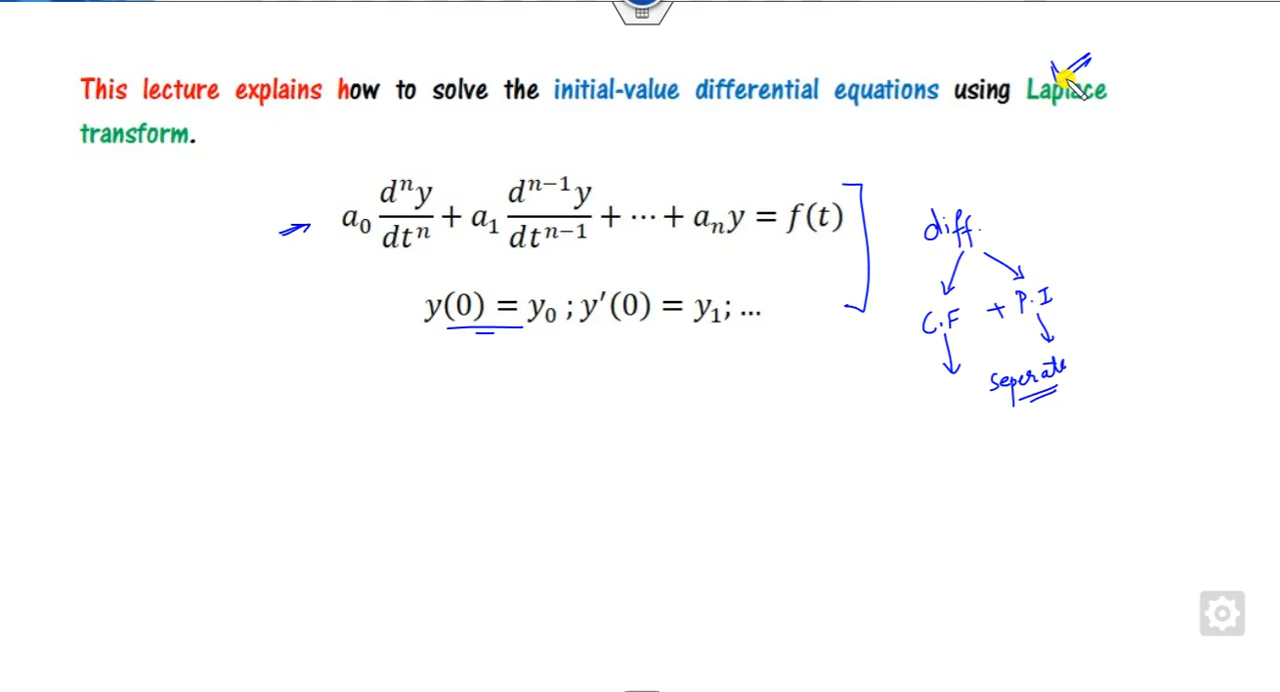 This lecture explains how to solve the initial-value differential equations using Laplace
transform.
a₀ dⁿy/dtⁿ + a₁ dⁿ⁻¹y/dtⁿ⁻¹ + ⋯ + aₙy = f(t)
y(0) = y₀ ; y′(0) = y₁; ...
diff.
C.F + P.I
seperate